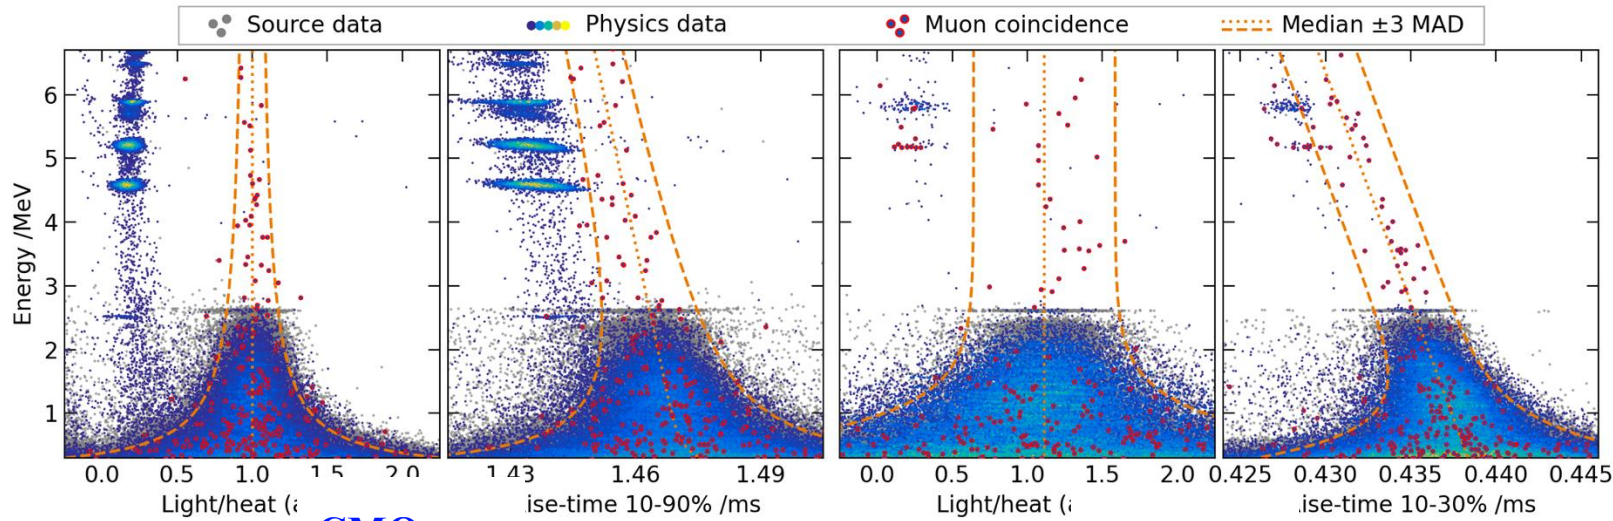 Source data Physics data Muon coincidence Median ±3 MAD
Energy /MeV
6
5
4
3
2
1
0.0 0.5 1.0 1.5 2.0
1.43 1.46 1.49
0.0 0.5 1.0 1.5 2.0
0.425 0.430 0.435 0.440 0.445
Light/heat (a ise-time 10-90% /ms Light/heat (a ise-time 10-30% /ms